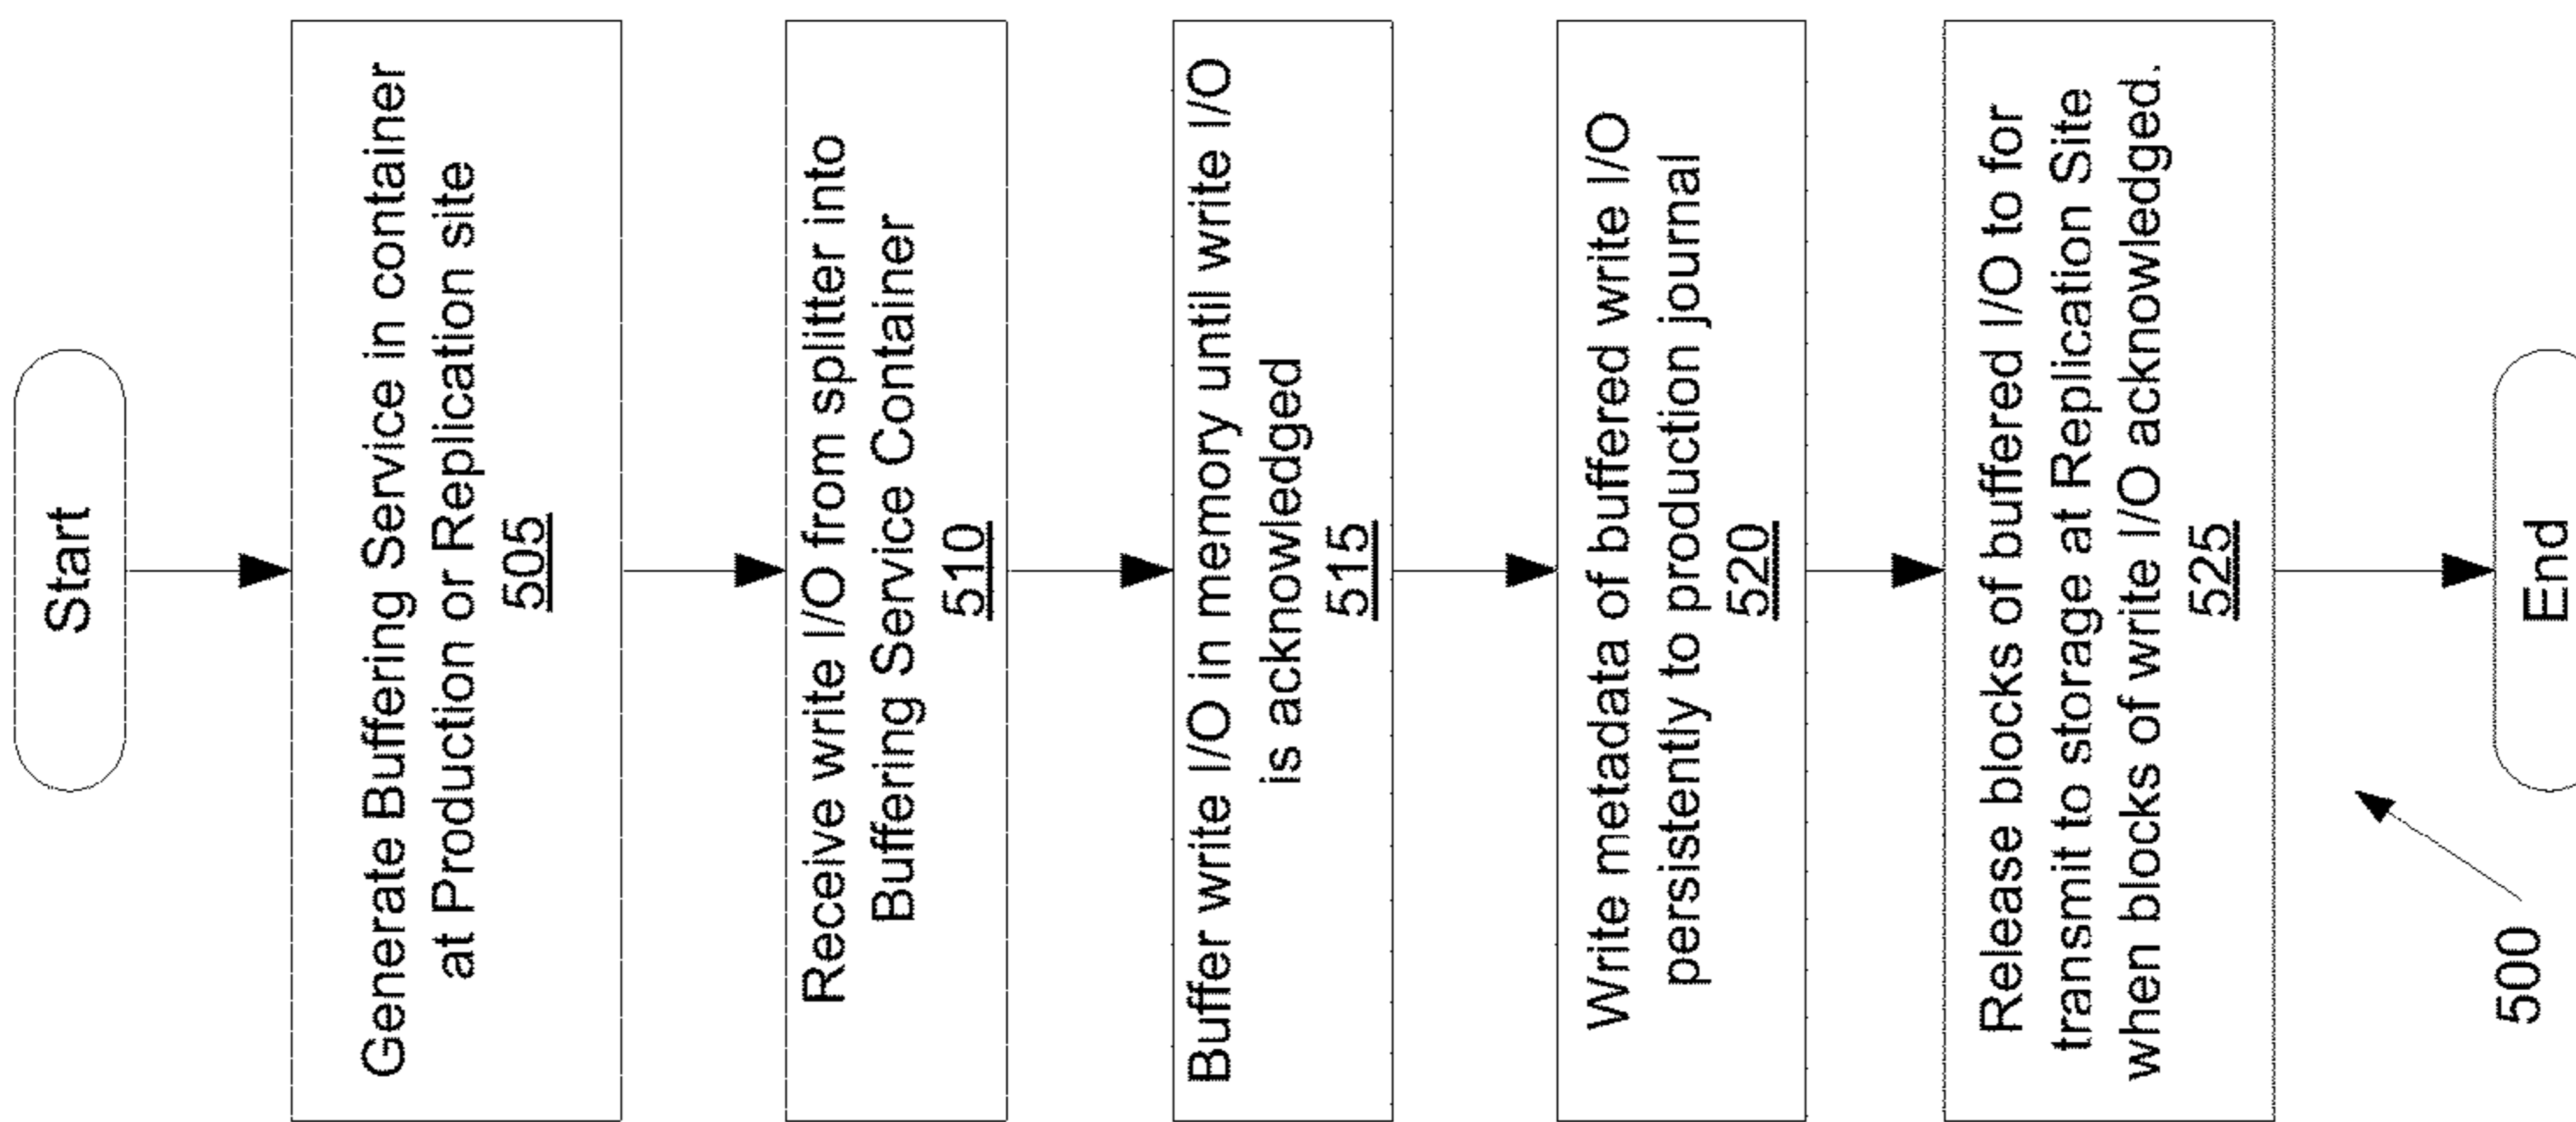 Start
Generate Buffering Service in container
at Production or Replication site
505
Receive write I/O from splitter into
Buffering Service Container
510
Buffer write I/O in memory until write I/O
is acknowledged
515
Write metadata of buffered write I/O
persistently to production journal
520
Release blocks of buffered I/O to for
transmit to storage at Replication Site
when blocks of write I/O acknowledged.
525
500
End